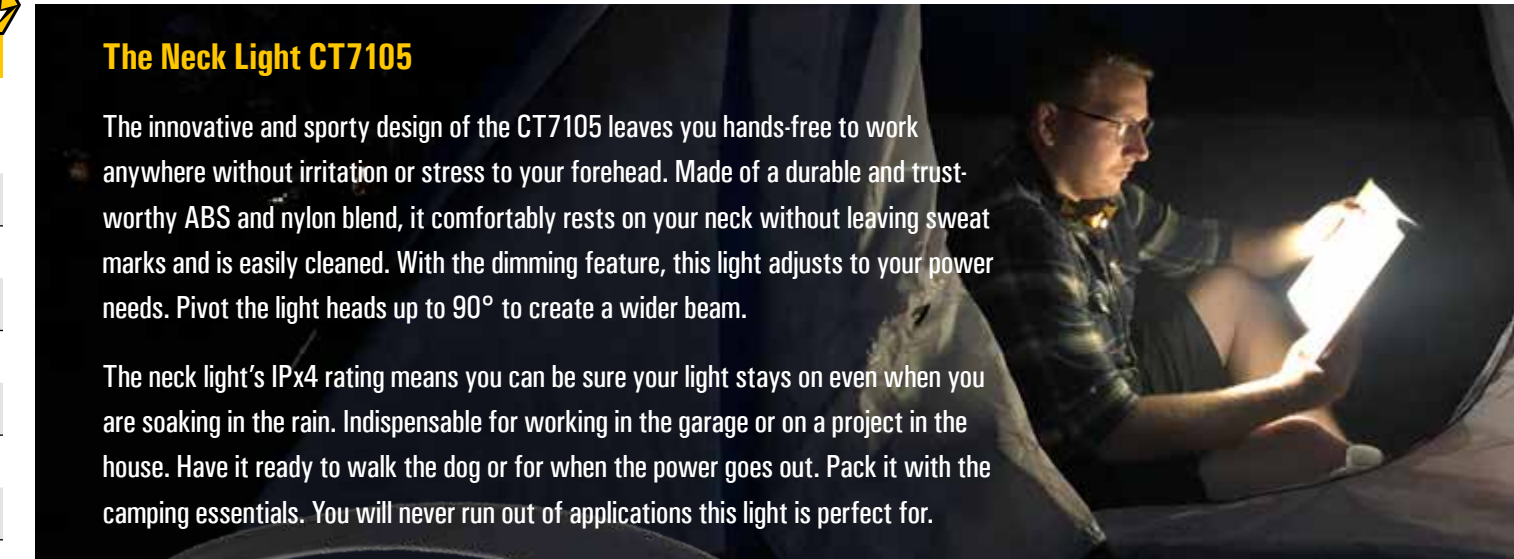 The Neck Light CT7105
The innovative and sporty design of the CT7105 leaves you hands-free to work
anywhere without irritation or stress to your forehead. Made of a durable and trust-
worthy ABS and nylon blend, it comfortably rests on your neck without leaving sweat
marks and is easily cleaned. With the dimming feature, this light adjusts to your power
needs. Pivot the light heads up to 90° to create a wider beam.
The neck light's IPx4 rating means you can be sure your light stays on even when you
are soaking in the rain. Indispensable for working in the garage or on a project in the
house. Have it ready to walk the dog or for when the power goes out. Pack it with the
camping essentials. You will never run out of applications this light is perfect for.